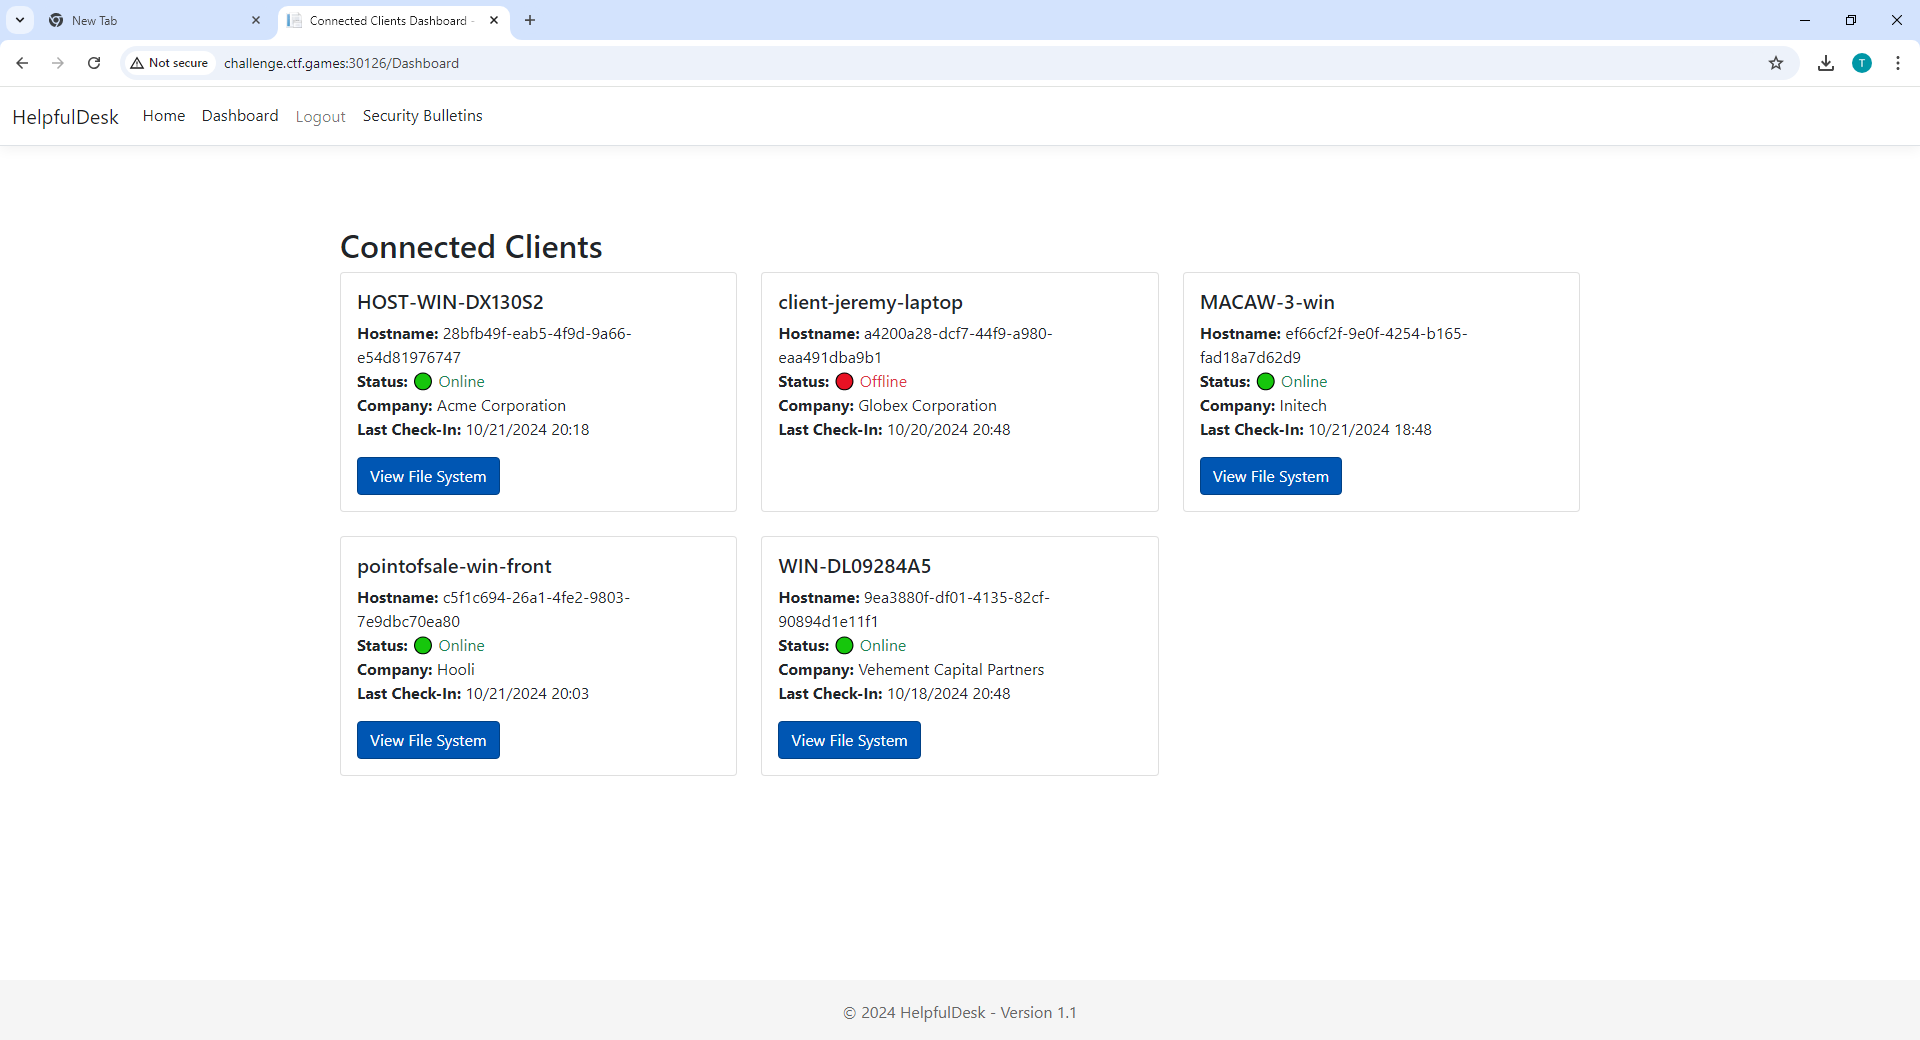 New Tab
Connected Clients Dashboard -
Not secure
challenge.ctf.games:30126/Dashboard
T
HelpfulDesk Home Dashboard Logout Security Bulletins
Connected Clients
HOST-WIN-DX130S2
Hostname: 28bfb49f-eab5-4f9d-9a66-
e54d81976747
Status: Online
Company: Acme Corporation
Last Check-In: 10/21/2024 20:18
View File System
client-jeremy-laptop
Hostname: a4200a28-dcf7-44f9-a980-
eaa491dba9b1
Status: Offline
Company: Globex Corporation
Last Check-In: 10/20/2024 20:48
MACAW-3-win
Hostname: ef66cf2f-9e0f-4254-b165-
fad18a7d62d9
Status: Online
Company: Initech
Last Check-In: 10/21/2024 18:48
View File System
pointofsale-win-front
Hostname: c5f1c694-26a1-4fe2-9803-
7e9dbc70ea80
Status: Online
Company: Hooli
Last Check-In: 10/21/2024 20:03
View File System
WIN-DL09284A5
Hostname: 9ea3880f-df01-4135-82cf-
90894d1e11f1
Status: Online
Company: Vehement Capital Partners
Last Check-In: 10/18/2024 20:48
View File System
© 2024 HelpfulDesk - Version 1.1